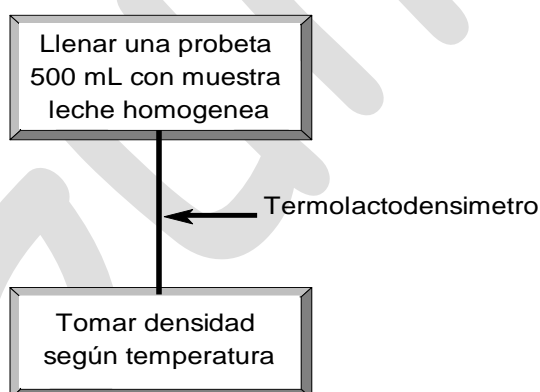 Llenar una probeta
500 mL con muestra
leche homogenea
Termolactodensimetro
Tomar densidad
según temperatura